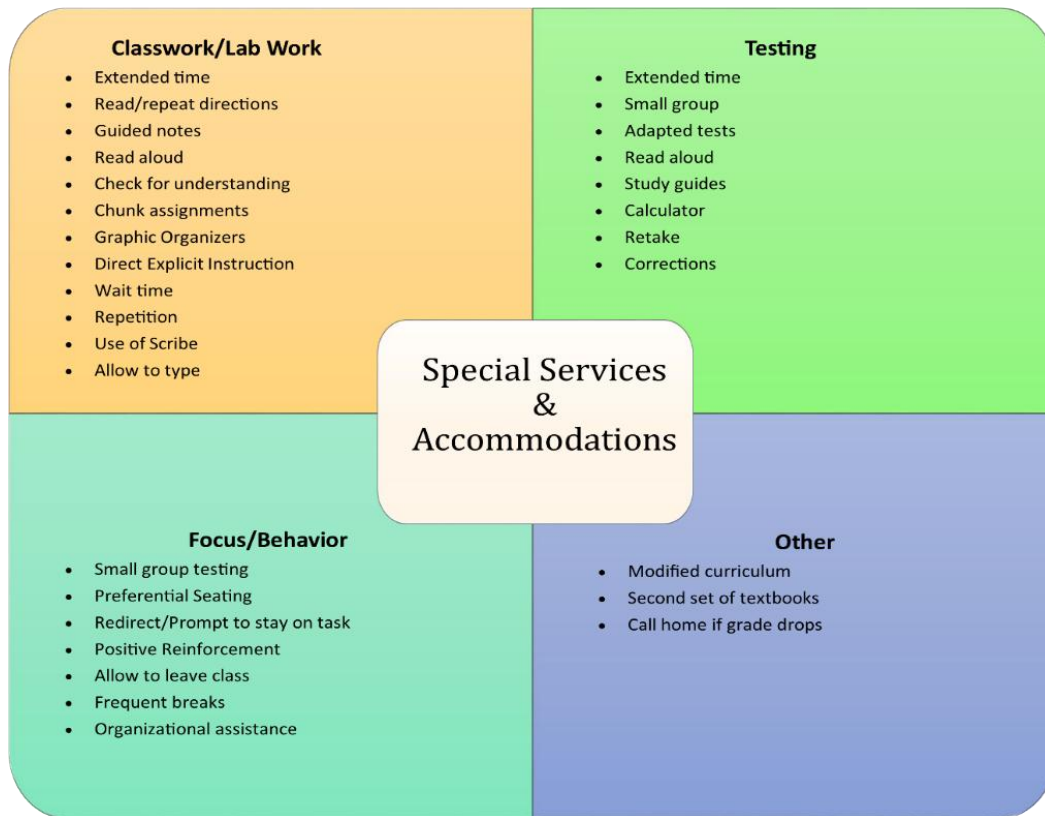 Classwork/Lab Work
• Extended time
• Read/repeat directions
• Guided notes
• Read aloud
• Check for understanding
• Chunk assignments
• Graphic Organizers
• Direct Explicit Instruction
• Wait time
• Repetition
• Use of Scribe
• Allow to type
Testing
• Extended time
• Small group
• Adapted tests
• Read aloud
• Study guides
• Calculator
• Retake
• Corrections
Special Services
&
Accommodations
Focus/Behavior
• Small group testing
• Preferential Seating
• Redirect/Prompt to stay on task
• Positive Reinforcement
• Allow to leave class
• Frequent breaks
• Organizational assistance
Other
• Modified curriculum
• Second set of textbooks
• Call home if grade drops